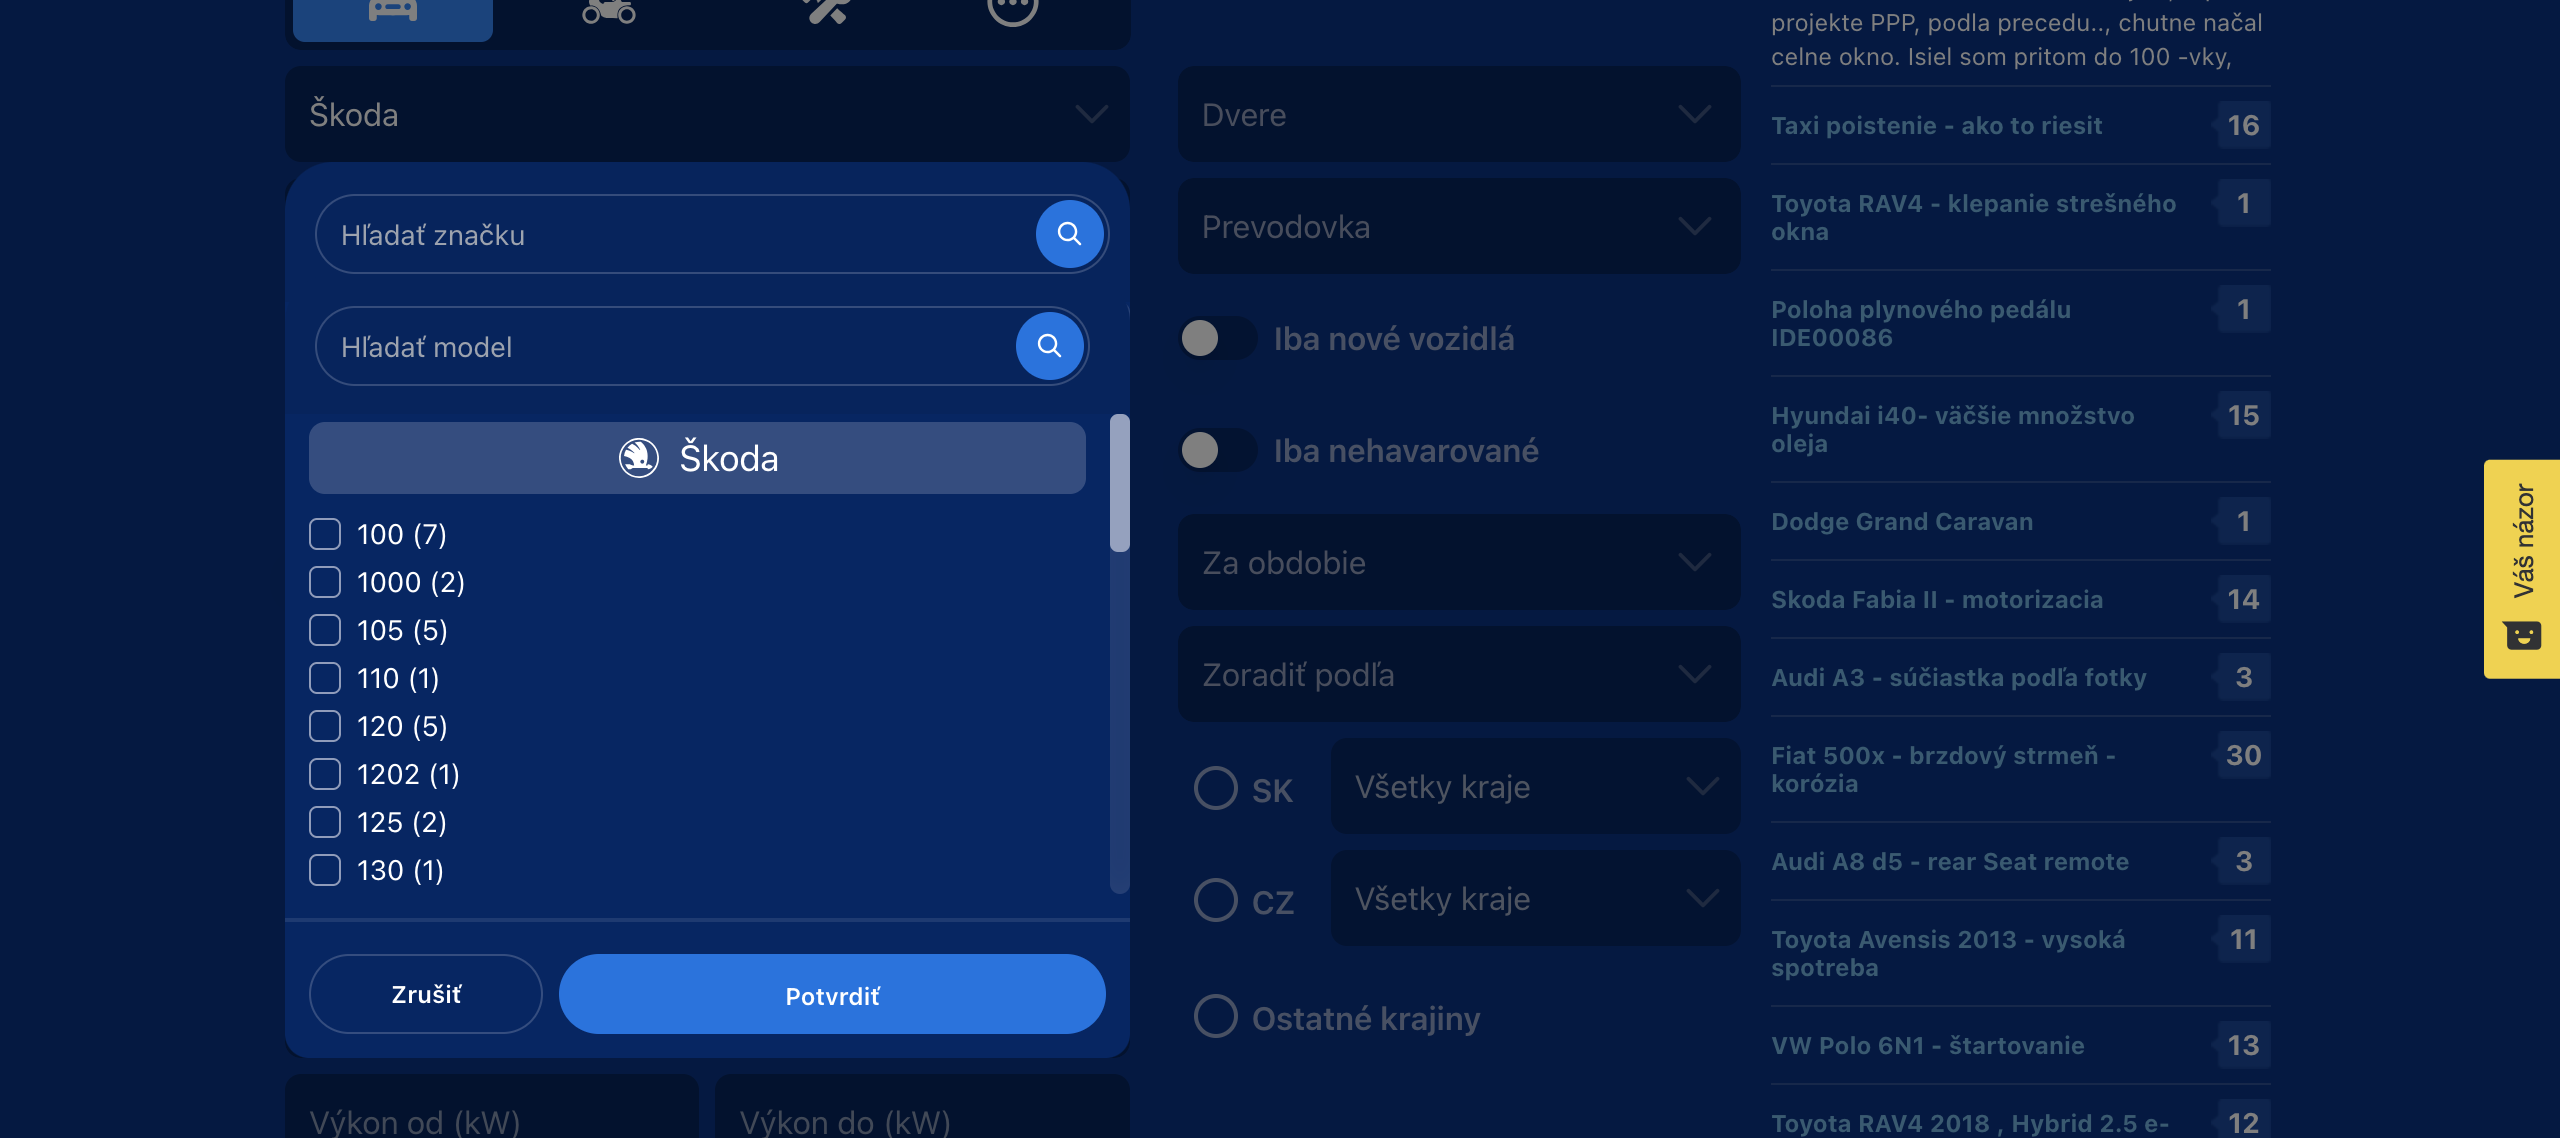 Škoda
Hľadať značku
Hľadať model
Škoda
100 (7)
1000 (2)
105 (5)
110 (1)
120 (5)
1202 (1)
125 (2)
130 (1)
Zrušiť
Potvrdiť
Výkon od (kW)
Výkon do (kW)
Dvere
Prevodovka
Iba nové vozidlá
Iba nehavarované
Za obdobie
Zoradiť podľa
SK
Všetky kraje
CZ
Všetky kraje
Ostatné krajiny
projekte PPP, podla precedu.., chutne načal
celne okno. Isiel som pritom do 100 -vky,
Taxi poistenie - ako to riesit
16
Toyota RAV4 - klepanie strešného
okna
1
Poloha plynového pedálu
IDE00086
1
Hyundai i40- väčšie množstvo
oleja
15
Dodge Grand Caravan
1
Skoda Fabia II - motorizacia
14
Audi A3 - súčiastka podľa fotky
3
Fiat 500x - brzdový strmeň -
korózia
30
Audi A8 d5 - rear Seat remote
3
Toyota Avensis 2013 - vysoká
spotreba
11
VW Polo 6N1 - štartovanie
13
Toyota RAV4 2018 , Hybrid 2.5 e-
12
Váš názor